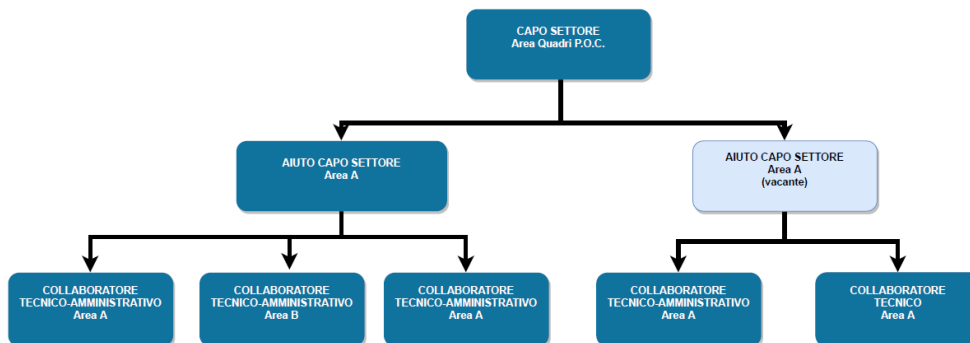 CAPO SETTORE
Area Quadri P.O.C.
AIUTO CAPO SETTORE
Area A
AIUTO CAPO SETTORE
Area A
(vacante)
COLLABORATORE
TECNICO-AMMINISTRATIVO
Area A
COLLABORATORE
TECNICO-AMMINISTRATIVO
Area B
COLLABORATORE
TECNICO-AMMINISTRATIVO
Area A
COLLABORATORE
TECNICO-AMMINISTRATIVO
Area A
COLLABORATORE
TECNICO
Area A